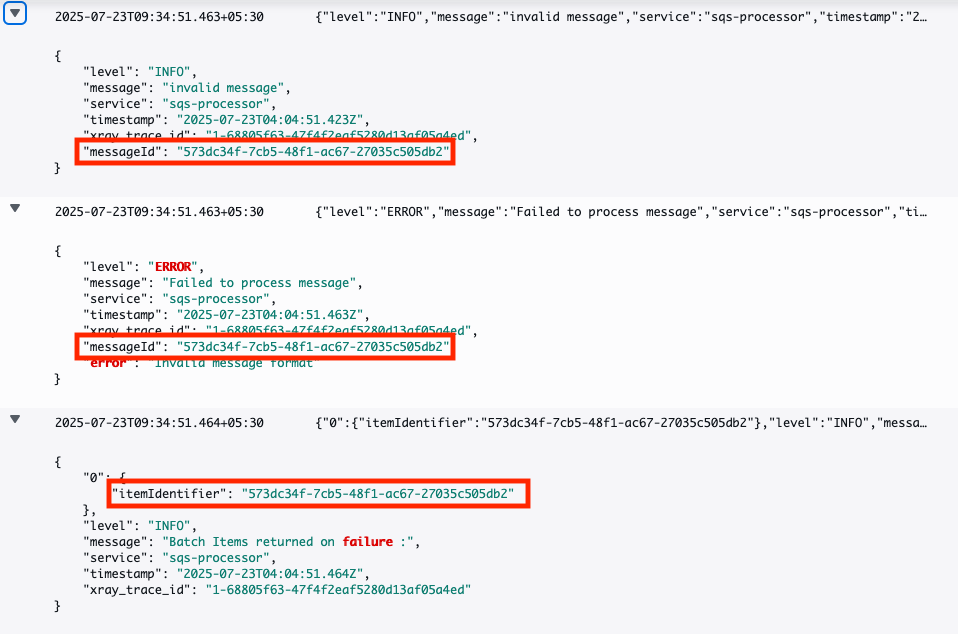 2025-07-23T09:34:51.463+05:30 {"level":"INFO","message":"invalid message","service":"sqs-processor","timestamp":"2…
{
"level": "INFO",
"message": "invalid message",
"service": "sqs-processor",
"timestamp": "2025-07-23T04:04:51.423Z",
"xray_trace_id": "1-68805f63-47f4f2eaf5280d13af05a4ed",
"messageId": "573dc34f-7cb5-48f1-ac67-27035c505db2"
}
2025-07-23T09:34:51.463+05:30 {"level":"ERROR","message":"Failed to process message","service":"sqs-processor","ti…
{
"level": "ERROR",
"message": "Failed to process message",
"service": "sqs-processor",
"timestamp": "2025-07-23T04:04:51.463Z",
"xray_trace_id": "1-68805f63-47f4f2eaf5280d13af05a4ed",
"messageId": "573dc34f-7cb5-48f1-ac67-27035c505db2"
"error": "Invalid message format"
}
2025-07-23T09:34:51.464+05:30 {"0":{"itemIdentifier":"573dc34f-7cb5-48f1-ac67-27035c505db2"},"level":"INFO","messa…
{
"0": {
"itemIdentifier": "573dc34f-7cb5-48f1-ac67-27035c505db2"
},
"level": "INFO",
"message": "Batch Items returned on failure :",
"service": "sqs-processor",
"timestamp": "2025-07-23T04:04:51.464Z",
"xray_trace_id": "1-68805f63-47f4f2eaf5280d13af05a4ed"
}